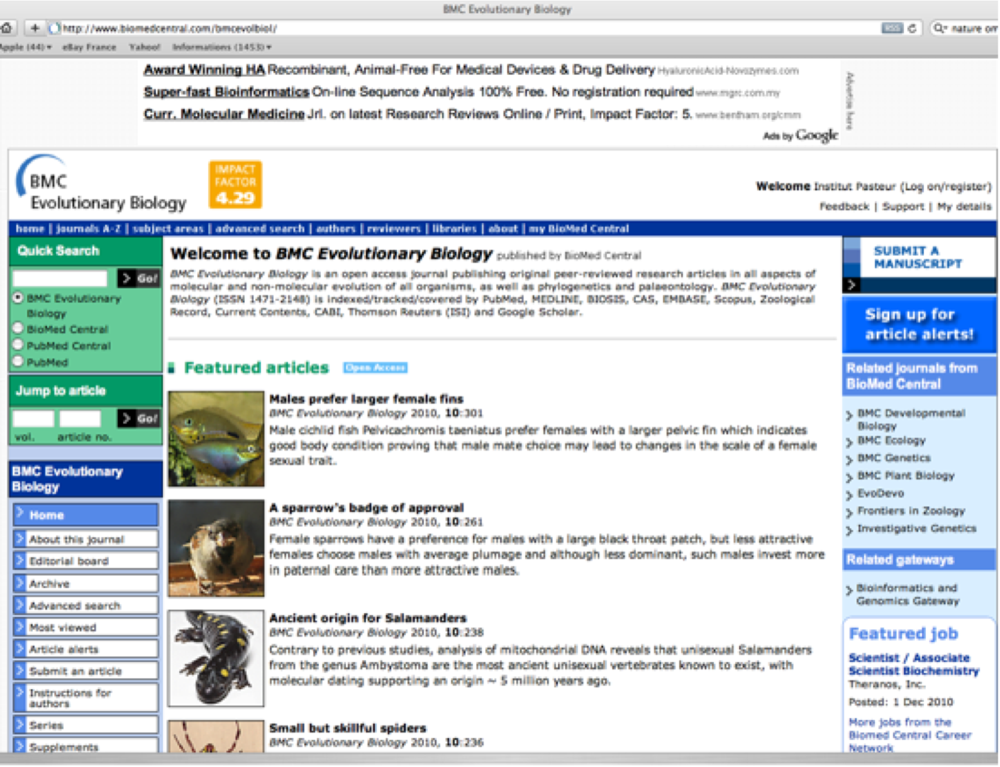 BMC Evolutionary Biology
http://www.biomedcentral.com/bmcevolbiol/
RSS
nature om
Apple (44)
eBay France
Yahoo!
Informations (1453)
Award Winning HA Recombinant, Animal-Free For Medical Devices & Drug Delivery HyaluronicAcid-Novozymes.com
Super-fast Bioinformatics On-line Sequence Analysis 100% Free. No registration required www.mgrc.com.my
Curr. Molecular Medicine Jrl. on latest Research Reviews Online / Print, Impact Factor: 5. www.bentham.org/cmm
Ads by Google
Advertise here
BMC
Evolutionary Biology
IMPACT
FACTOR
4.29
Welcome Institut Pasteur (Log on/register)
Feedback | Support | My details
home | journals A-Z | subject areas | advanced search | authors | reviewers | libraries | about | my BioMed Central
Quick Search
Go!
BMC Evolutionary
Biology
BioMed Central
PubMed Central
PubMed
Jump to article
Go!
vol. article no.
BMC Evolutionary
Biology
Home
About this journal
Editorial board
Archive
Advanced search
Most viewed
Article alerts
Submit an article
Instructions for
authors
Series
Supplements
Welcome to BMC Evolutionary Biology published by BioMed Central
BMC Evolutionary Biology is an open access journal publishing original peer-reviewed research articles in all aspects of
molecular and non-molecular evolution of all organisms, as well as phylogenetics and palaeontology. BMC Evolutionary
Biology (ISSN 1471-2148) is indexed/tracked/covered by PubMed, MEDLINE, BIOSIS, CAS, EMBASE, Scopus, Zoological
Record, Current Contents, CABI, Thomson Reuters (ISI) and Google Scholar.
Featured articles Open Access
Males prefer larger female fins
BMC Evolutionary Biology 2010, 10:301
Male cichlid fish Pelvicachromis taeniatus prefer females with a larger pelvic fin which indicates
good body condition proving that male mate choice may lead to changes in the scale of a female
sexual trait.
A sparrow's badge of approval
BMC Evolutionary Biology 2010, 10:261
Female sparrows have a preference for males with a large black throat patch, but less attractive
females choose males with average plumage and although less dominant, such males invest more
in paternal care than more attractive males.
Ancient origin for Salamanders
BMC Evolutionary Biology 2010, 10:238
Contrary to previous studies, analysis of mitochondrial DNA reveals that unisexual Salamanders
from the genus Ambystoma are the most ancient unisexual vertebrates known to exist, with
molecular dating supporting an origin ~ 5 million years ago.
Small but skillful spiders
BMC Evolutionary Biology 2010, 10:236
SUBMIT A
MANUSCRIPT
Sign up for
article alerts!
Related journals from
BioMed Central
BMC Developmental
Biology
BMC Ecology
BMC Genetics
BMC Plant Biology
EvoDevo
Frontiers in Zoology
Investigative Genetics
Related gateways
Bioinformatics and
Genomics Gateway
Featured job
Scientist / Associate
Scientist Biochemistry
Theranos, Inc.
Posted: 1 Dec 2010
More jobs from the
Biomed Central Career
Network